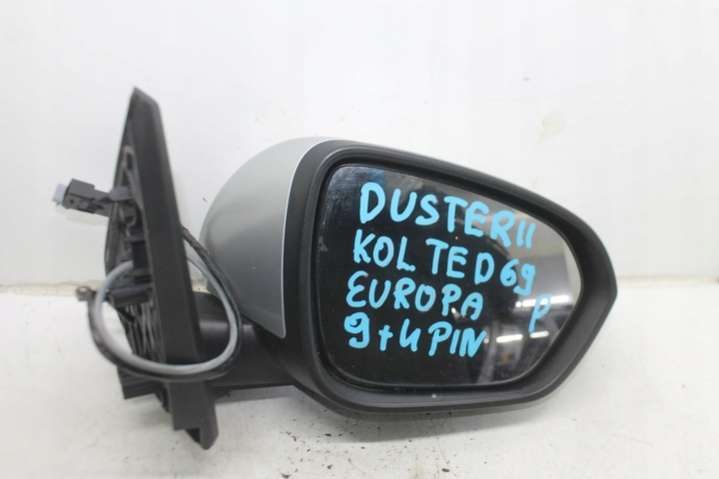 DUSTER II
KOL TED69
EUROPA P
9+4 PIN